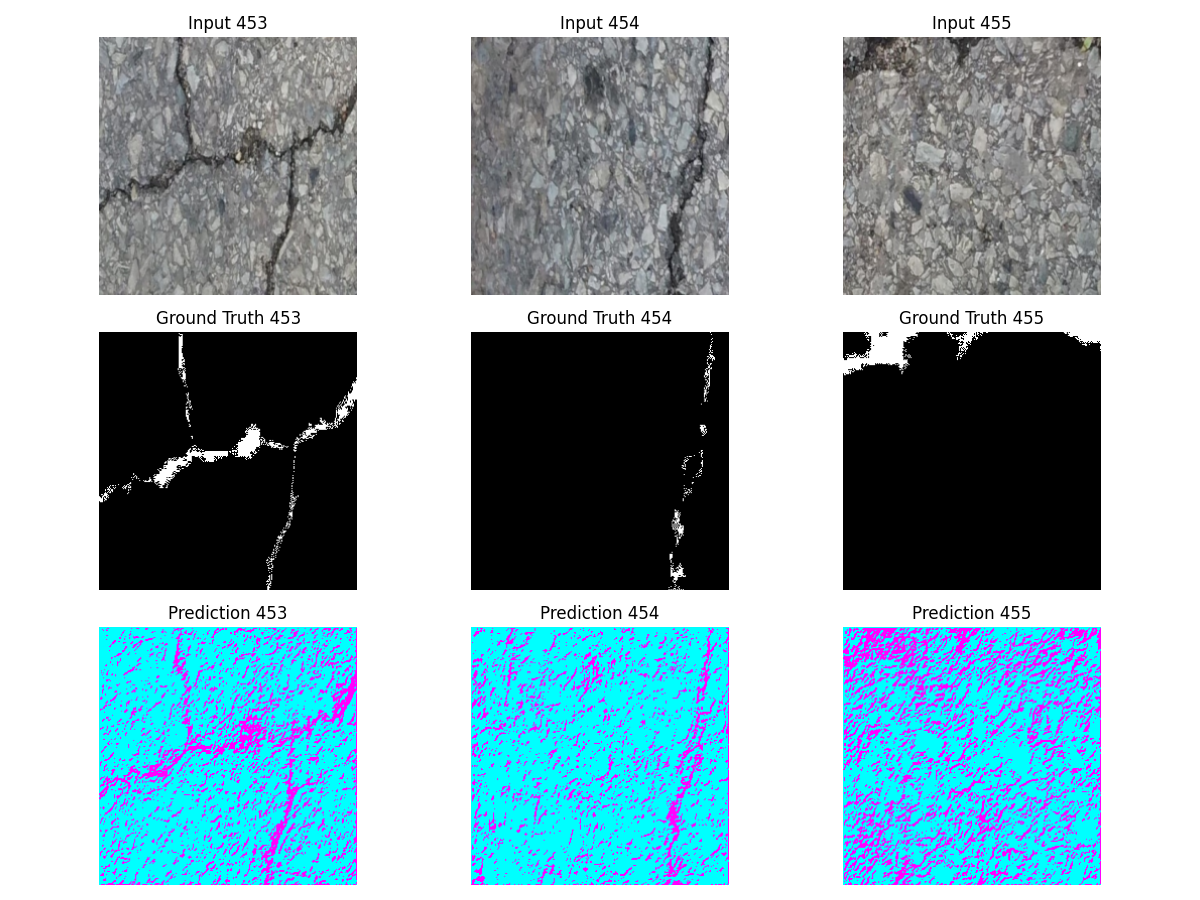 Input 453
Input 454
Input 455
Ground Truth 453
Ground Truth 454
Ground Truth 455
Prediction 453
Prediction 454
Prediction 455